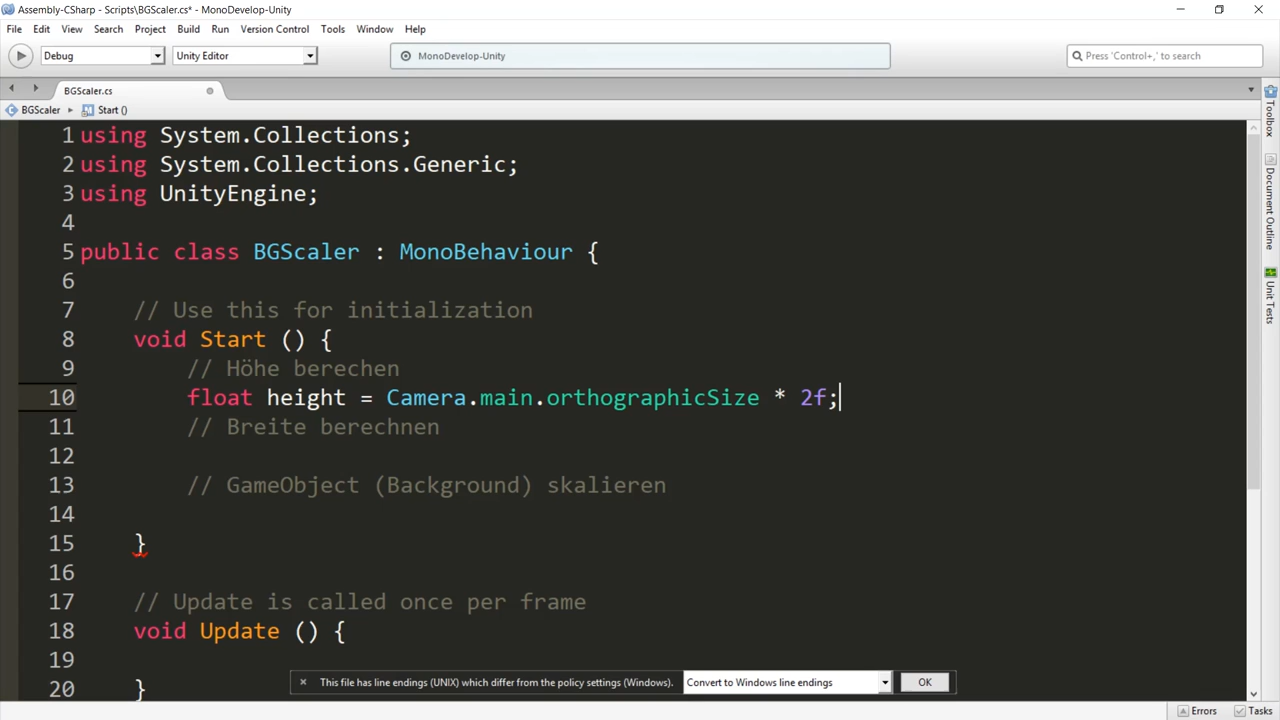 Assembly-CSharp - Scripts\BGScaler.cs* - MonoDevelop-Unity
File Edit View Search Project Build Run Version Control Tools Window Help
Debug Unity Editor MonoDevelop-Unity Press 'Control+,' to search
BGScaler.cs
BGScaler Start ()
1 using System.Collections;
2 using System.Collections.Generic;
3 using UnityEngine;
4
5 public class BGScaler : MonoBehaviour {
6
7 // Use this for initialization
8 void Start () {
9 // Höhe berechen
10 float height = Camera.main.orthographicSize * 2f;
11 // Breite berechnen
12
13 // GameObject (Background) skalieren
14
15 }
16
17 // Update is called once per frame
18 void Update () {
19
20 }
This file has line endings (UNIX) which differ from the policy settings (Windows). Convert to Windows line endings OK
Toolbox
Document Outline
Unit Tests
Errors Tasks